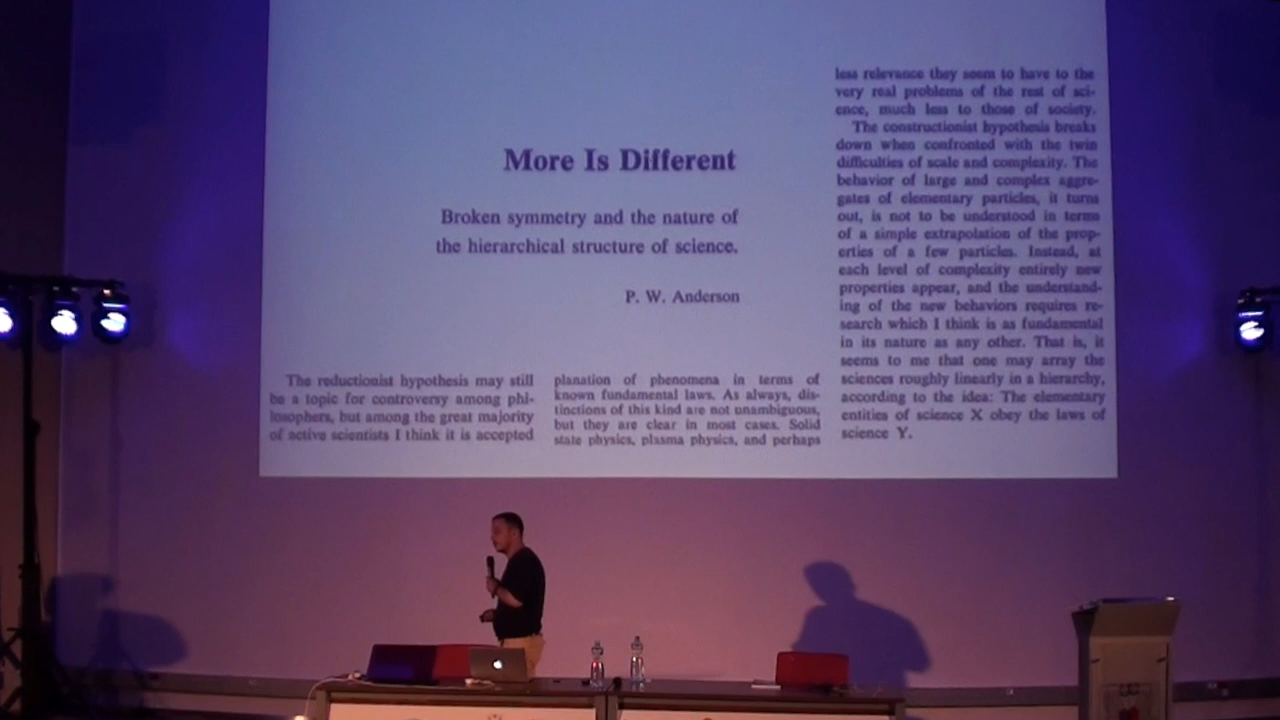 More Is Different
Broken symmetry and the nature of
the hierarchical structure of science.
P. W. Anderson
The reductionist hypothesis may still
be a topic for controversy among phi-
losophers, but among the great majority
of active scientists I think it is accepted
planation of phenomena in terms of
known fundamental laws. As always, dis-
tinctions of this kind are not unambiguous,
but they are clear in most cases. Solid
state physics, plasma physics, and perhaps
less relevance they seem to have to the
very real problems of the rest of sci-
ence, much less to those of society.
The constructionist hypothesis breaks
down when confronted with the twin
difficulties of scale and complexity. The
behavior of large and complex aggre-
gates of elementary particles, it turns
out, is not to be understood in terms
of a simple extrapolation of the prop-
erties of a few particles. Instead, at
each level of complexity entirely new
properties appear, and the understand-
ing of the new behaviors requires re-
search which I think is as fundamental
in its nature as any other. That is, it
seems to me that one may array the
sciences roughly linearly in a hierarchy,
according to the idea: The elementary
entities of science X obey the laws of
science Y.